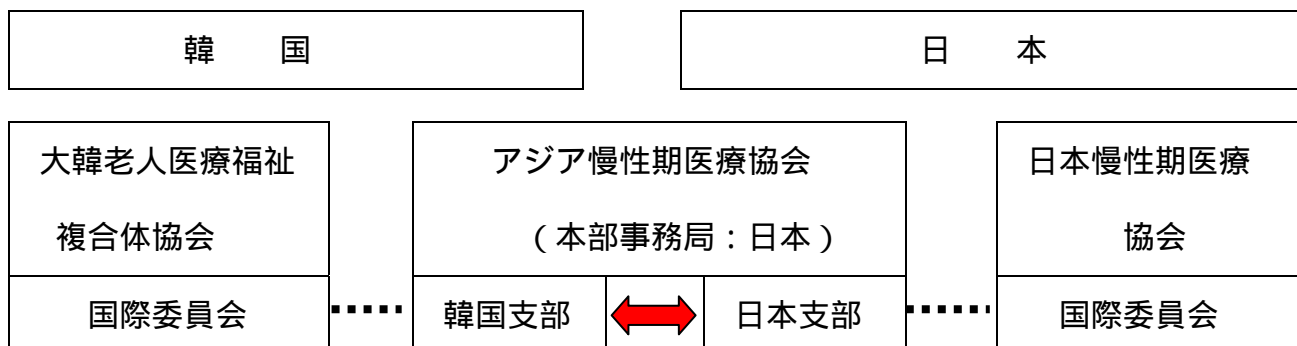 韓　　国
日　　本
大韓老人医療福祉
複合体協会
国際委員会
アジア慢性期医療協会
（本部事務局：日本）
韓国支部
日本支部
日本慢性期医療
協会
国際委員会